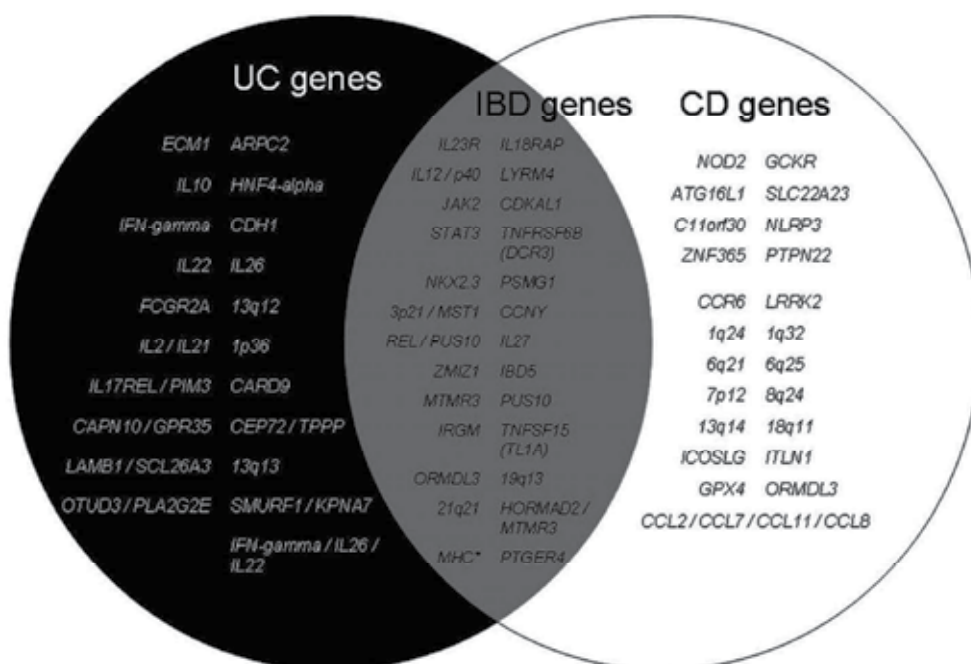 UC genes
IBD genes
CD genes
ECM1 ARPC2
IL10 HNF4-alpha
IFN-gamma CDH1
IL22 IL26
FCGR2A 13q12
IL2 / IL21 1p36
IL17REL / PIM3 CARD9
CAPN10 / GPR35 CEP72 / TPPP
LAMB1 / SCL26A3 13q13
OTUD3 / PLA2G2E SMURF1 / KPNA7
IFN-gamma / IL26 /
IL22
IL23R IL18RAP
IL12 / p40 LYRM4
JAK2 CDKAL1
STAT3 TNFRSF6B
(DCR3)
NKX2.3 PSMG1
3p21 / MST1 CCNY
REL / PUS10 IL27
ZMIZ1 IBD5
MTMR3 PUS10
IRGM TNFSF15
(TL1A)
ORMDL3 19q13
21q21 HORMAD2 /
MTMR3
MHC* PTGER4
NOD2 GCKR
ATG16L1 SLC22A23
C11orf30 NLRP3
ZNF365 PTPN22
CCR6 LRRK2
1q24 1q32
6q21 6q25
7p12 8q24
13q14 18q11
ICOSLG ITLN1
GPX4 ORMDL3
CCL2 / CCL7 / CCL11 / CCL8